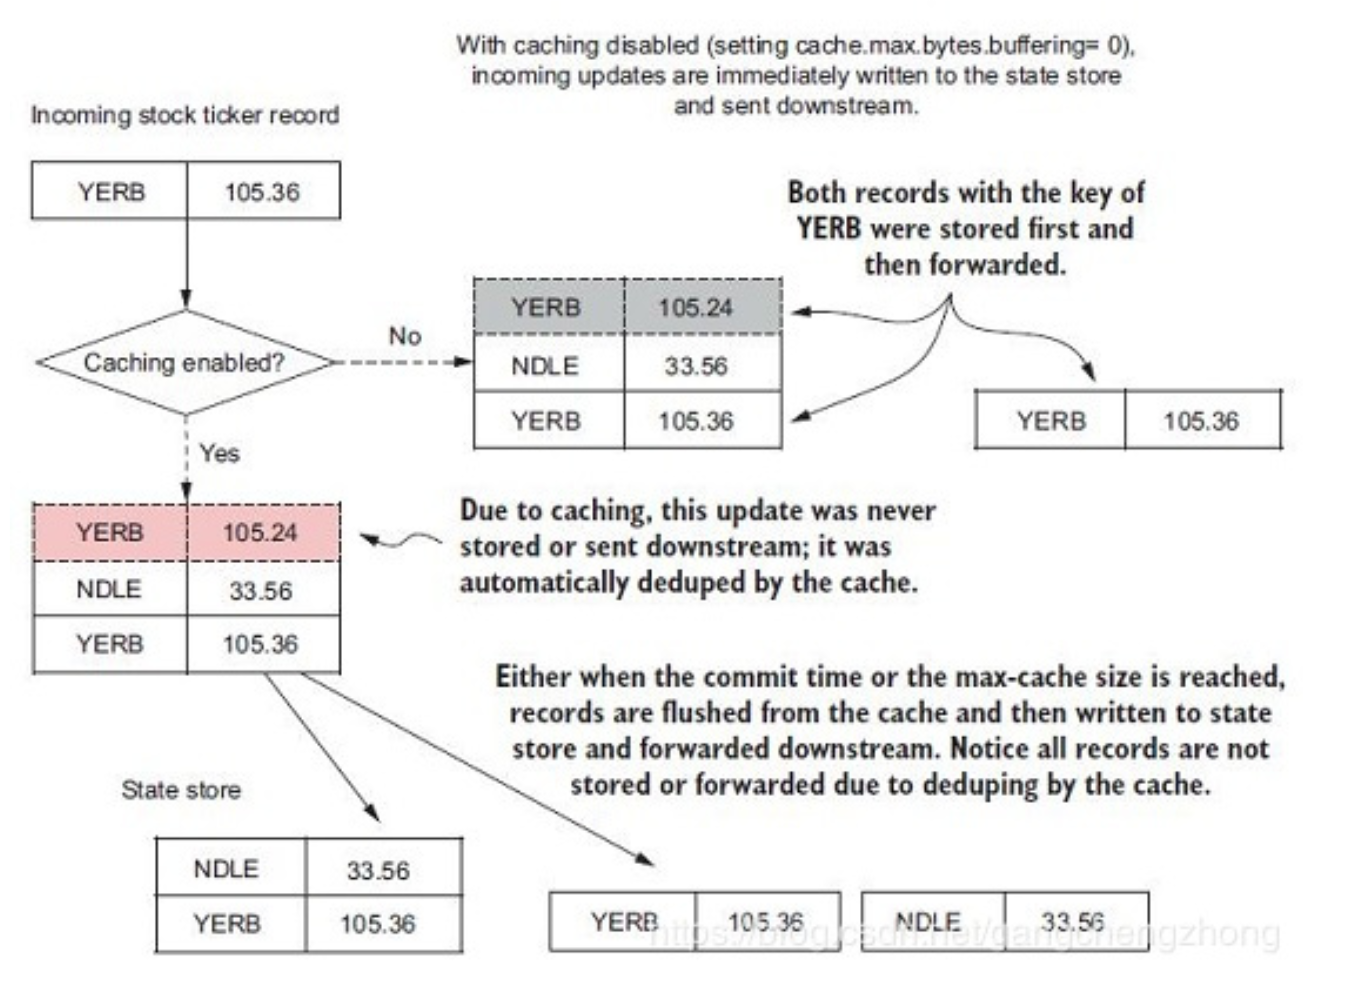 With caching disabled (setting cache.max.bytes.buffering= 0),
incoming updates are immediately written to the state store
and sent downstream.
Incoming stock ticker record
YERB 105.36
Both records with the key of
YERB were stored first and
then forwarded.
Caching enabled?
No
YERB 105.24
NDLE 33.56
YERB 105.36
YERB 105.36
Yes
YERB 105.24
NDLE 33.56
YERB 105.36
Due to caching, this update was never
stored or sent downstream; it was
automatically deduped by the cache.
Either when the commit time or the max-cache size is reached,
records are flushed from the cache and then written to state
store and forwarded downstream. Notice all records are not
stored or forwarded due to deduping by the cache.
State store
NDLE 33.56
YERB 105.36
YERB 105.36
NDLE 33.56
https://blog.csdn.net/gangchengzhong